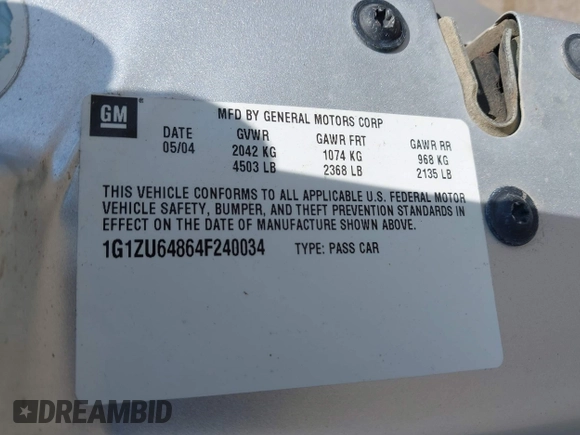 GM
MFD BY GENERAL MOTORS CORP
DATE GVWR GAWR FRT GAWR RR
05/04 2042 KG 1074 KG 968 KG
4503 LB 2368 LB 2135 LB
THIS VEHICLE CONFORMS TO ALL APPLICABLE U.S. FEDERAL MOTOR
VEHICLE SAFETY, BUMPER, AND THEFT PREVENTION STANDARDS IN
EFFECT ON THE DATE OF MANUFACTURE SHOWN ABOVE.
1G1ZU64864F240034 TYPE: PASS CAR
DREAMBID